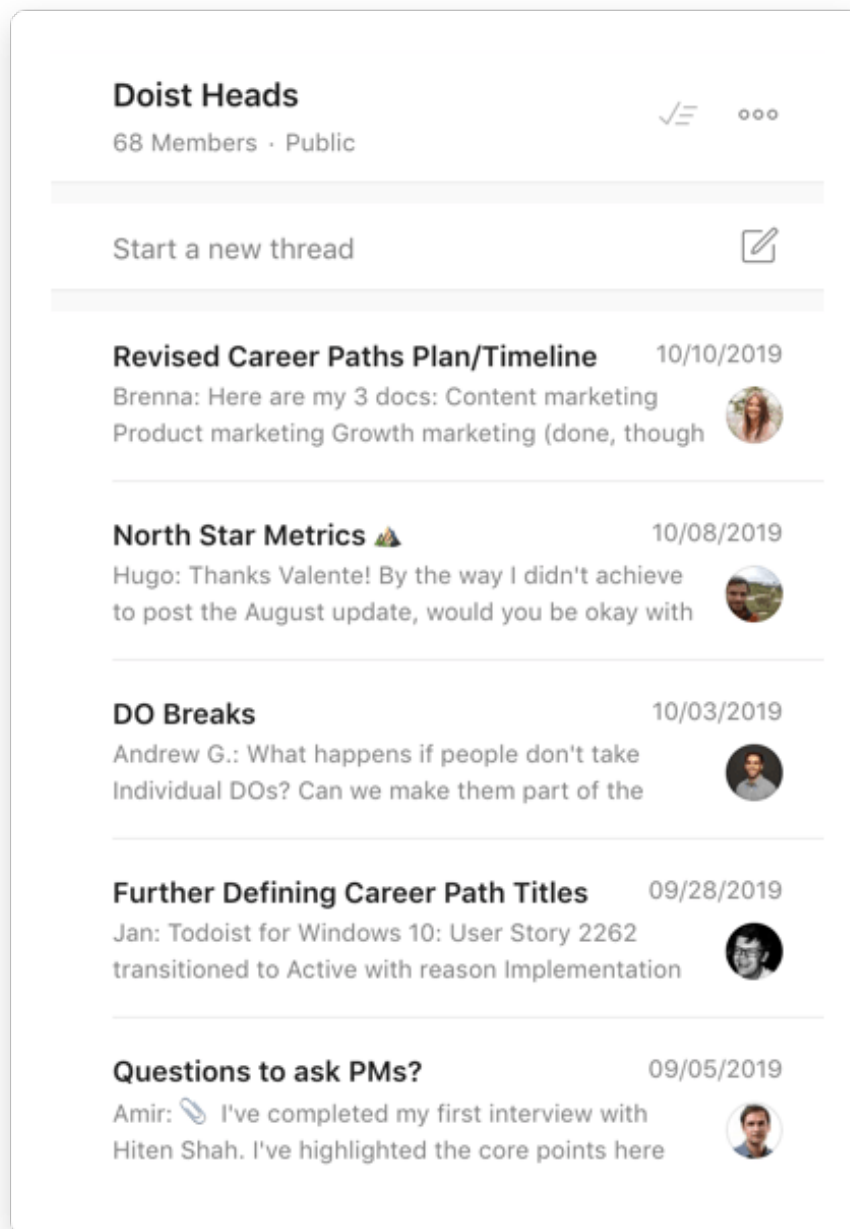 Doist Heads
68 Members · Public
Start a new thread
Revised Career Paths Plan/Timeline 10/10/2019
Brenna: Here are my 3 docs: Content marketing
Product marketing Growth marketing (done, though
North Star Metrics 10/08/2019
Hugo: Thanks Valente! By the way I didn't achieve
to post the August update, would you be okay with
DO Breaks 10/03/2019
Andrew G.: What happens if people don't take
Individual DOs? Can we make them part of the
Further Defining Career Path Titles 09/28/2019
Jan: Todoist for Windows 10: User Story 2262
transitioned to Active with reason Implementation
Questions to ask PMs? 09/05/2019
Amir: 📎 I've completed my first interview with
Hiten Shah. I've highlighted the core points here